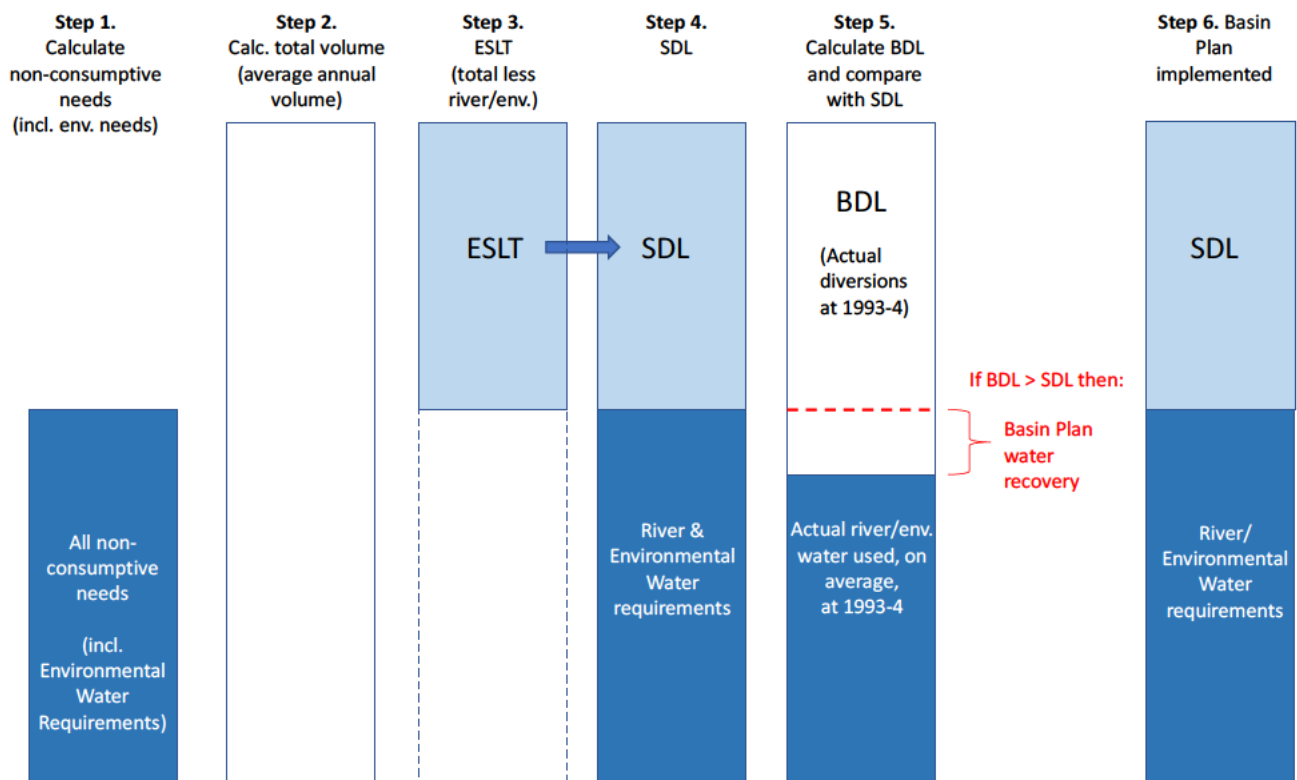 Step 1.
Calculate
non-consumptive
needs
(incl. env. needs)
Step 2.
Calc. total volume
(average annual
volume)
Step 3.
ESLT
(total less
river/env.)
Step 4.
SDL
Step 5.
Calculate BDL
and compare
with SDL
Step 6. Basin
Plan
implemented
All non-
consumptive
needs
(incl.
Environmental
Water
Requirements)
ESLT
SDL
River &
Environmental
Water
requirements
BDL
(Actual
diversions
at 1993-4)
Actual river/env.
water used, on
average,
at 1993-4
If BDL > SDL then:
Basin Plan
water
recovery
SDL
River/
Environmental
Water
requirements